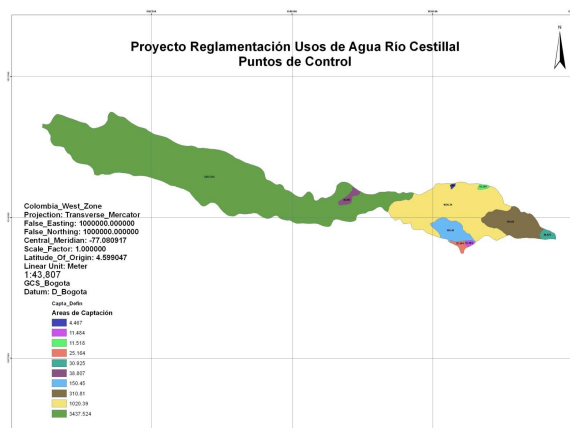 Proyecto Reglamentación Usos de Agua Río Cestillal
Puntos de Control
N
Colombia_West_Zone
Projection: Transverse_Mercator
False_Easting: 1000000.000000
False_Northing: 1000000.000000
Central_Meridian: -77.080917
Scale_Factor: 1.000000
Latitude_Of_Origin: 4.599047
Linear Unit: Meter
1:43,807
GCS_Bogota
Datum: D_Bogota
Capta_Defin
Areas de Captación
4.467
11.484
11.518
25.164
30.925
38.807
150.45
310.81
1020.39
3437.524